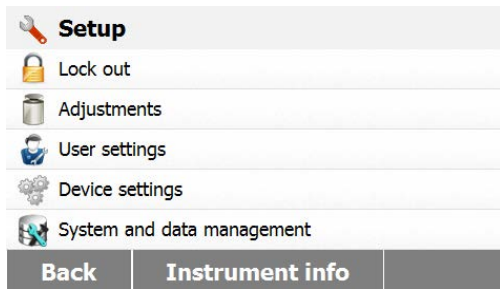 Setup
Lock out
Adjustments
User settings
Device settings
System and data management
Back Instrument info